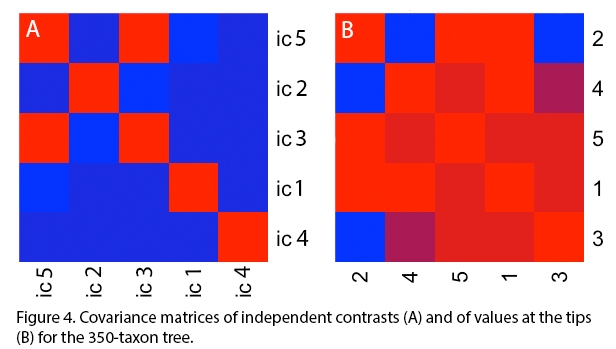 A
B
ic 5
ic 2
ic 3
ic 1
ic 4
2
4
5
1
3
ic 5
ic 2
ic 3
ic 1
ic 4
2
4
5
1
3
Figure 4. Covariance matrices of independent contrasts (A) and of values at the tips
(B) for the 350-taxon tree.